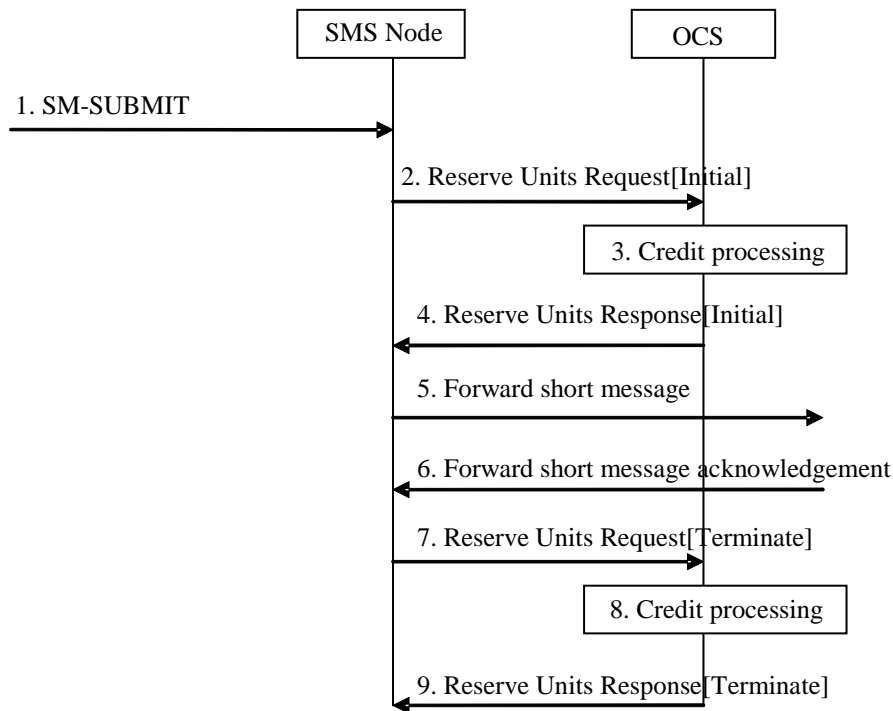 SMS Node
OCS
1. SM-SUBMIT
2. Reserve Units Request[Initial]
3. Credit processing
4. Reserve Units Response[Initial]
5. Forward short message
6. Forward short message acknowledgement
7. Reserve Units Request[Terminate]
8. Credit processing
9. Reserve Units Response[Terminate]